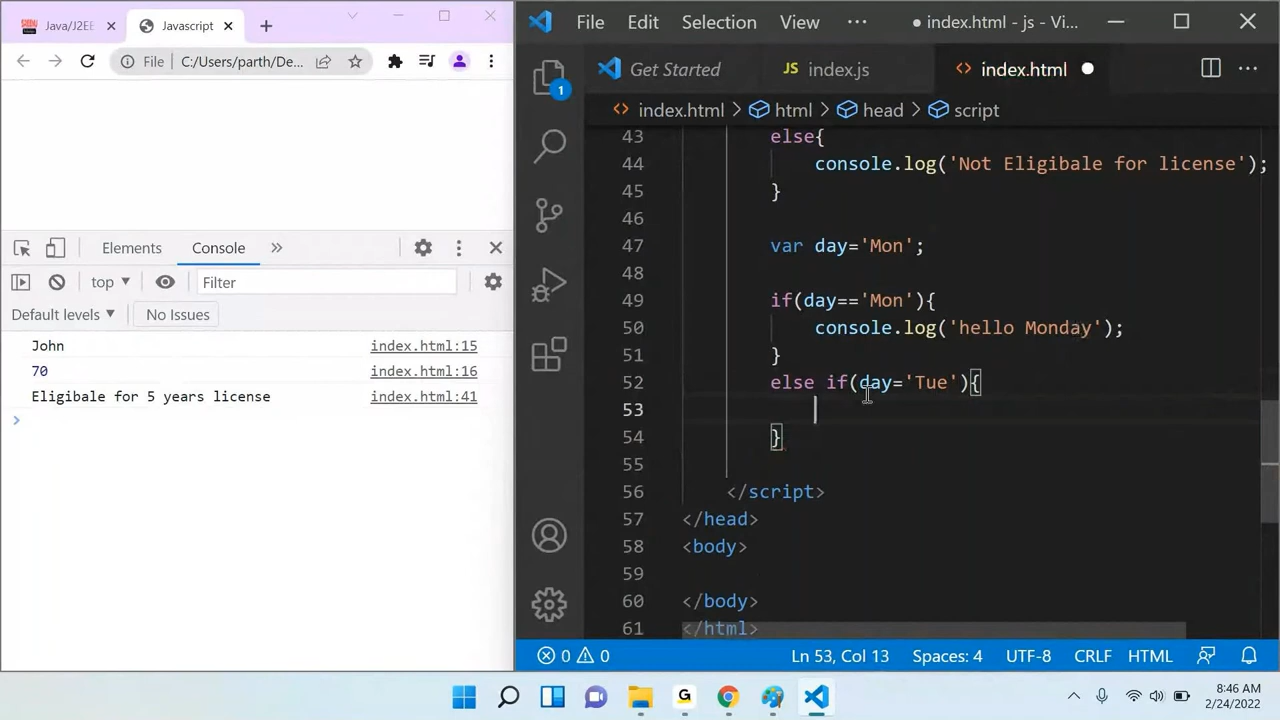 Java/J2EE
Javascript
File C:/Users/parth/De...
Elements Console
top Filter
Default levels No Issues
John index.html:15
70 index.html:16
Eligibale for 5 years license index.html:41
File Edit Selection View ··· ● index.html - js - Vi...
Get Started JS index.js index.html
index.html > html > head > script
1
43 else{
44 console.log('Not Eligibale for license');
45 }
46
47 var day='Mon';
48
49 if(day=='Mon'){
50 console.log('hello Monday');
51 }
52 else if(day='Tue'){
53
54 }
55
56 </script>
57 </head>
58 <body>
59
60 </body>
61 </html>
0 0 Ln 53, Col 13 Spaces: 4 UTF-8 CRLF HTML
G
8:46 AM
2/24/2022